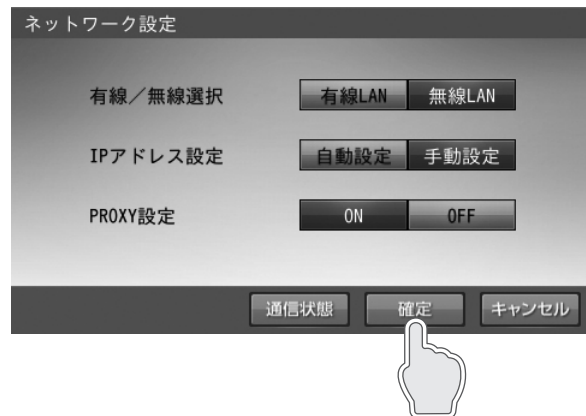 ネットワーク設定
有線／無線選択 有線LAN 無線LAN
IPアドレス設定 自動設定 手動設定
PROXY設定 ON OFF
通信状態 確定 キャンセル